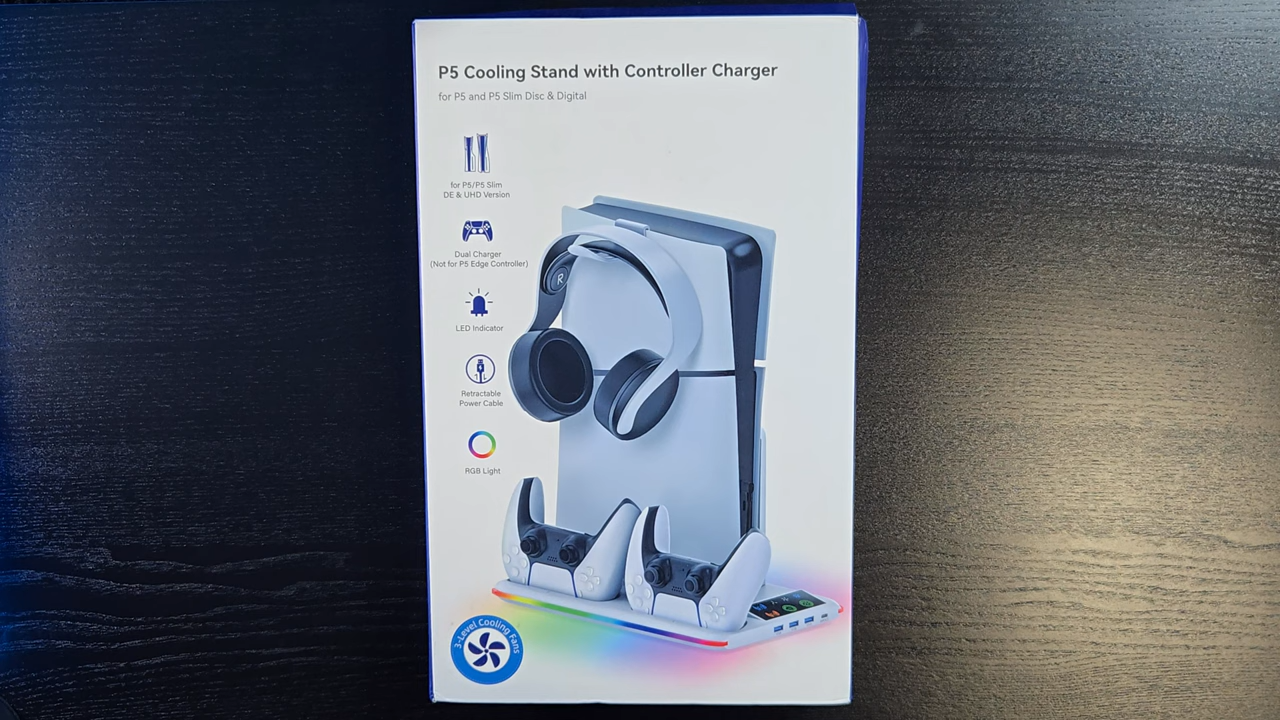 P5 Cooling Stand with Controller Charger
for P5 and P5 Slim Disc & Digital
for P5/P5 Slim
DE & UHD Version
Dual Charger
(Not for P5 Edge Controller)
LED Indicator
Retractable
Power Cable
RGB Light
R
3-Level Cooling Fans